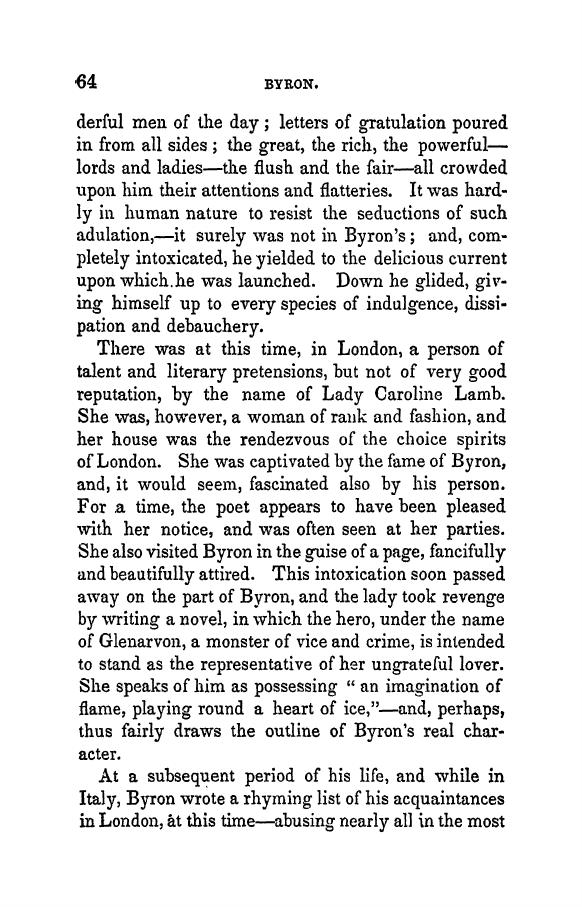 64 BYRON.
derful men of the day ; letters of gratulation poured
in from all sides ; the great, the rich, the powerful—
lords and ladies—the flush and the fair—all crowded
upon him their attentions and flatteries. It was hard-
ly in human nature to resist the seductions of such
adulation,—it surely was not in Byron's ; and, com-
pletely intoxicated, he yielded to the delicious current
upon which he was launched. Down he glided, giv-
ing himself up to every species of indulgence, dissi-
pation and debauchery.
There was at this time, in London, a person of
talent and literary pretensions, but not of very good
reputation, by the name of Lady Caroline Lamb.
She was, however, a woman of rank and fashion, and
her house was the rendezvous of the choice spirits
of London. She was captivated by the fame of Byron,
and, it would seem, fascinated also by his person.
For a time, the poet appears to have been pleased
with her notice, and was often seen at her parties.
She also visited Byron in the guise of a page, fancifully
and beautifully attired. This intoxication soon passed
away on the part of Byron, and the lady took revenge
by writing a novel, in which the hero, under the name
of Glenarvon, a monster of vice and crime, is intended
to stand as the representative of her ungrateful lover.
She speaks of him as possessing “ an imagination of
flame, playing round a heart of ice,”—and, perhaps,
thus fairly draws the outline of Byron's real char-
acter.
At a subsequent period of his life, and while in
Italy, Byron wrote a rhyming list of his acquaintances
in London, at this time—abusing nearly all in the most